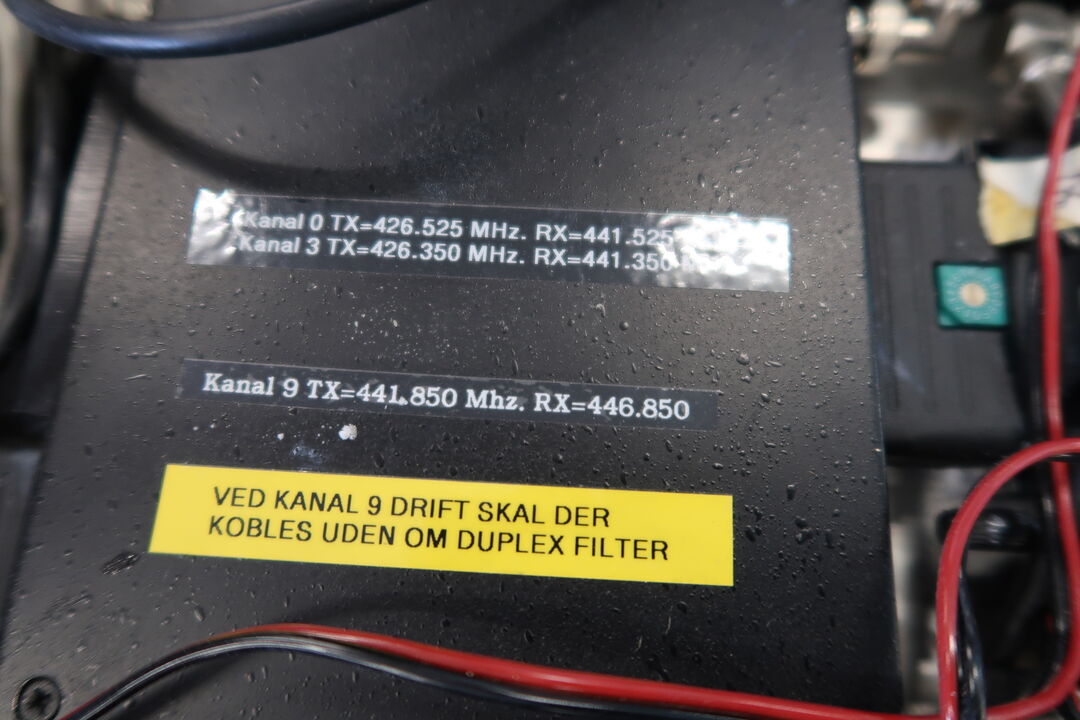 Kanal 0 TX=426.525 MHz. RX=441.525
Kanal 3 TX=426.350 MHz. RX=441.350
Kanal 9 TX=441.850 Mhz. RX=446.850
VED KANAL 9 DRIFT SKAL DER
KOBLES UDEN OM DUPLEX FILTER